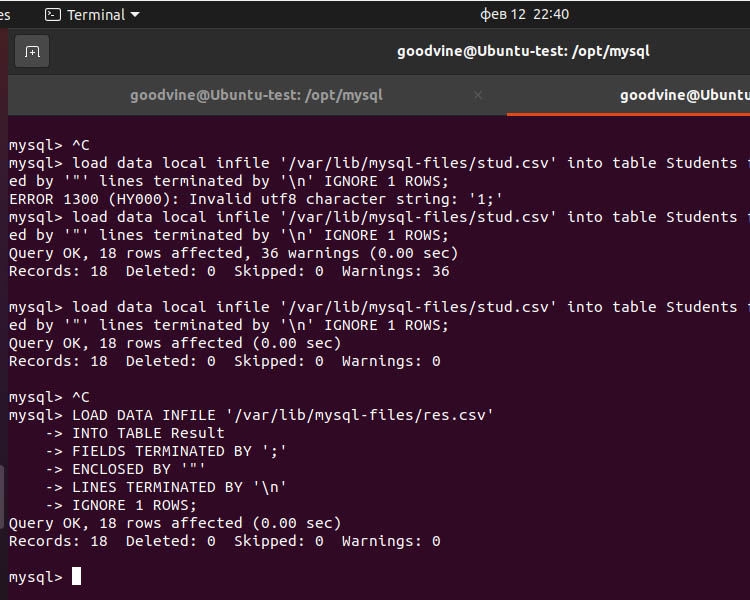 es Terminal фев 12 22:40
goodvine@Ubuntu-test: /opt/mysql
goodvine@Ubuntu-test: /opt/mysql × goodvine@Ubuntu
mysql> ^C
mysql> load data local infile '/var/lib/mysql-files/stud.csv' into table Students
ed by '"' lines terminated by '\n' IGNORE 1 ROWS;
ERROR 1300 (HY000): Invalid utf8 character string: '1;'
mysql> load data local infile '/var/lib/mysql-files/stud.csv' into table Students
ed by '"' lines terminated by '\n' IGNORE 1 ROWS;
Query OK, 18 rows affected, 36 warnings (0.00 sec)
Records: 18  Deleted: 0  Skipped: 0  Warnings: 36
mysql> load data local infile '/var/lib/mysql-files/stud.csv' into table Students
ed by '"' lines terminated by '\n' IGNORE 1 ROWS;
Query OK, 18 rows affected (0.00 sec)
Records: 18  Deleted: 0  Skipped: 0  Warnings: 0
mysql> ^C
mysql> LOAD DATA INFILE '/var/lib/mysql-files/res.csv'
    -> INTO TABLE Result
    -> FIELDS TERMINATED BY ';'
    -> ENCLOSED BY '"'
    -> LINES TERMINATED BY '\n'
    -> IGNORE 1 ROWS;
Query OK, 18 rows affected (0.00 sec)
Records: 18  Deleted: 0  Skipped: 0  Warnings: 0
mysql>